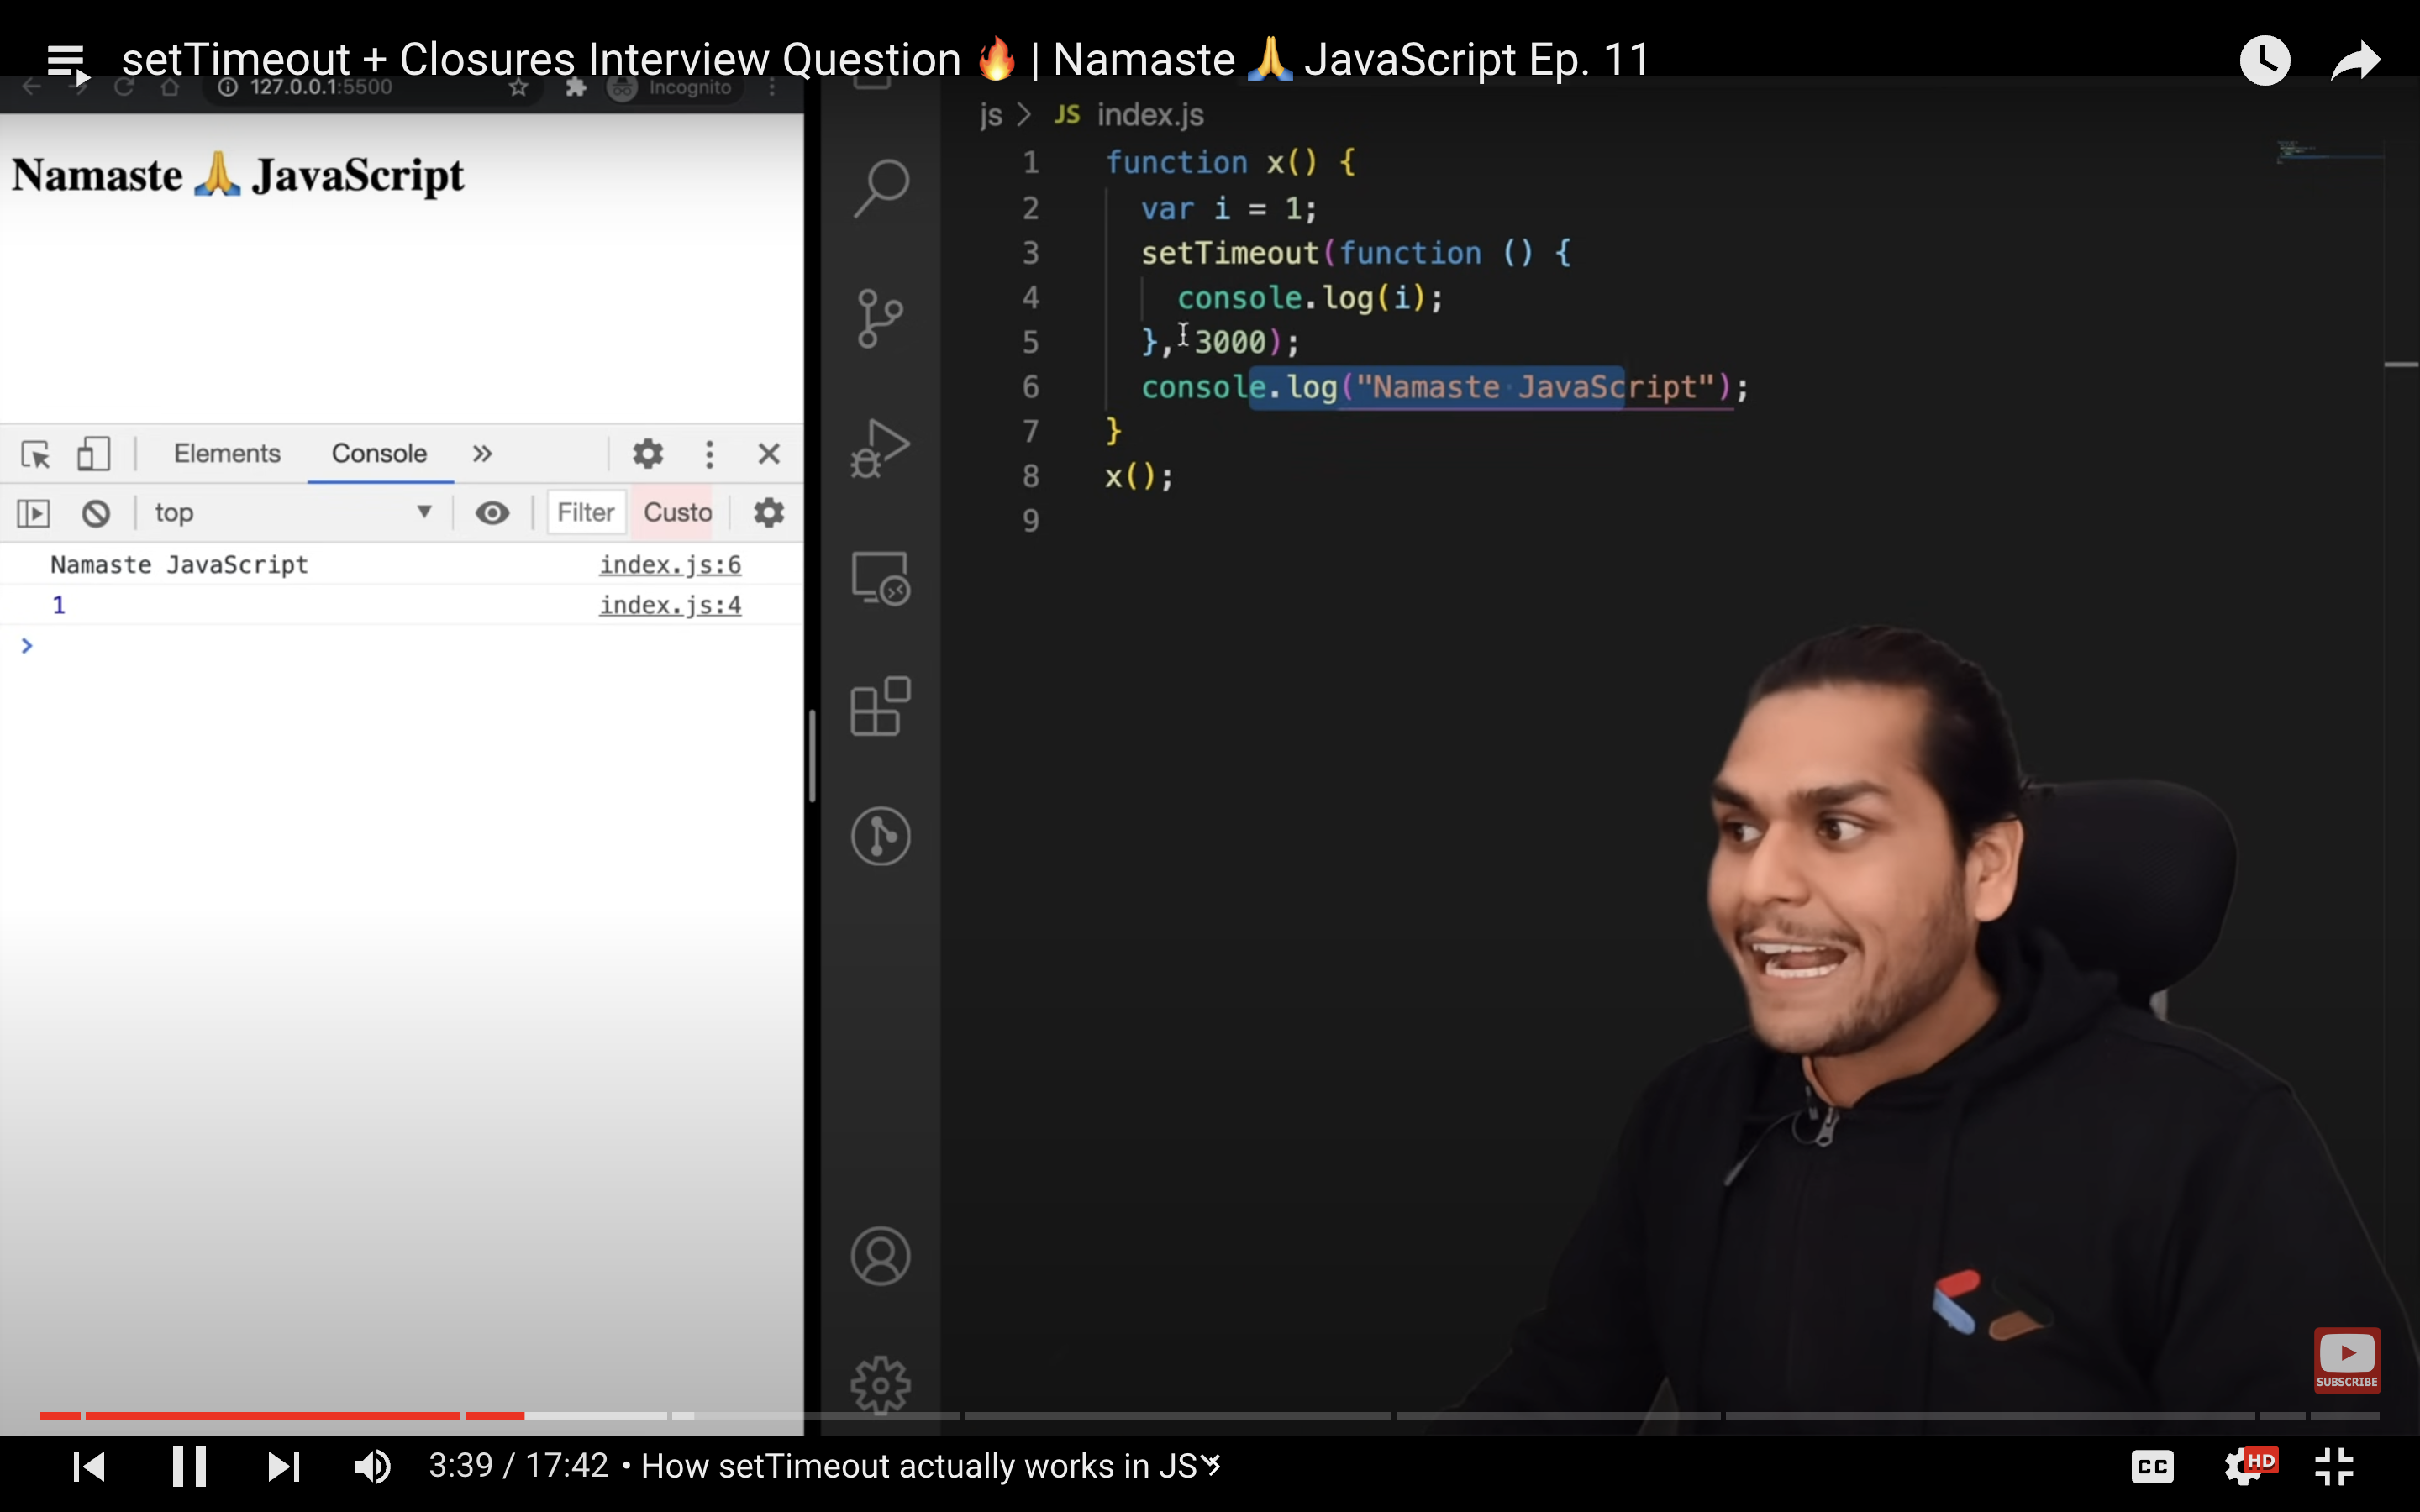 setTimeout + Closures Interview Question 🔥 | Namaste 🙏 JavaScript Ep. 11
127.0.0.1:5500
Incognito
Namaste 🙏 JavaScript
Elements Console
top Filter Custo
Namaste JavaScript index.js:6
1 index.js:4
js > JS index.js
1 function x() {
2 var i = 1;
3 setTimeout(function () {
4 console.log(i);
5 }, 3000);
6 console.log("Namaste JavaScript");
7 }
8 x();
9
SUBSCRIBE
3:39 / 17:42 • How setTimeout actually works in JS
CC
HD